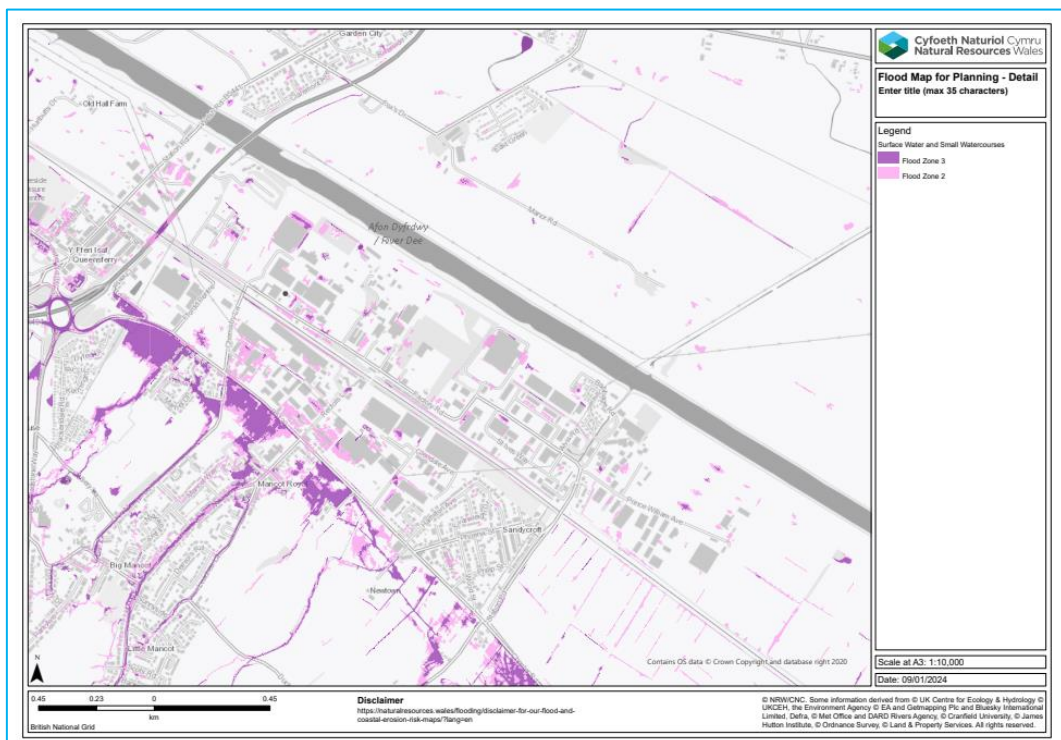 Garden City
Old Hall Farm
Afon Dyfrdwy
/ River Dee
Manor Rd
Queensferry
Mancot Royal
Factory Rd
Sandycroft
Prince William Ave
Big Mancot
Newtown
Little Mancot
Contains OS data © Crown Copyright and database right 2020
Cyfoeth Naturiol Cymru
Natural Resources Wales
Flood Map for Planning - Detail
Enter title (max 35 characters)
Legend
Surface Water and Small Watercourses
Flood Zone 3
Flood Zone 2
Scale at A3: 1:10,000
Date: 09/01/2024
N
0.45 0.23 0 0.45
km
British National Grid
Disclaimer
https://naturalresources.wales/flooding/disclaimer-for-our-flood-and-
coastal-erosion-risk-maps/?lang=en
© NRW/CNC. Some information derived from © UK Centre for Ecology & Hydrology ©
UKCEH, the Environment Agency © EA and Getmapping Plc and Bluesky International
Limited, Defra, © Met Office and DARD Rivers Agency, © Cranfield University, © James
Hutton Institute, © Ordnance Survey, © Land & Property Services. All rights reserved.